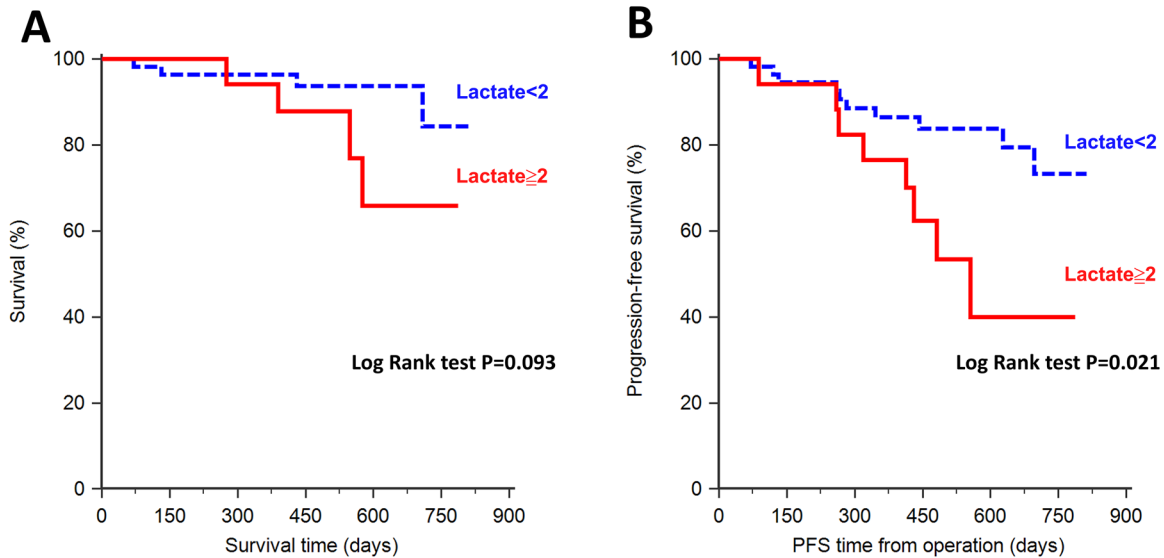 A
100
80
60
40
20
0
Survival (%)
0 150 300 450 600 750 900
Survival time (days)
Lactate<2
Lactate≧2
Log Rank test P=0.093
B
100
80
60
40
20
0
Progression-free survival (%)
0 150 300 450 600 750 900
PFS time from operation (days)
Lactate<2
Lactate≧2
Log Rank test P=0.021